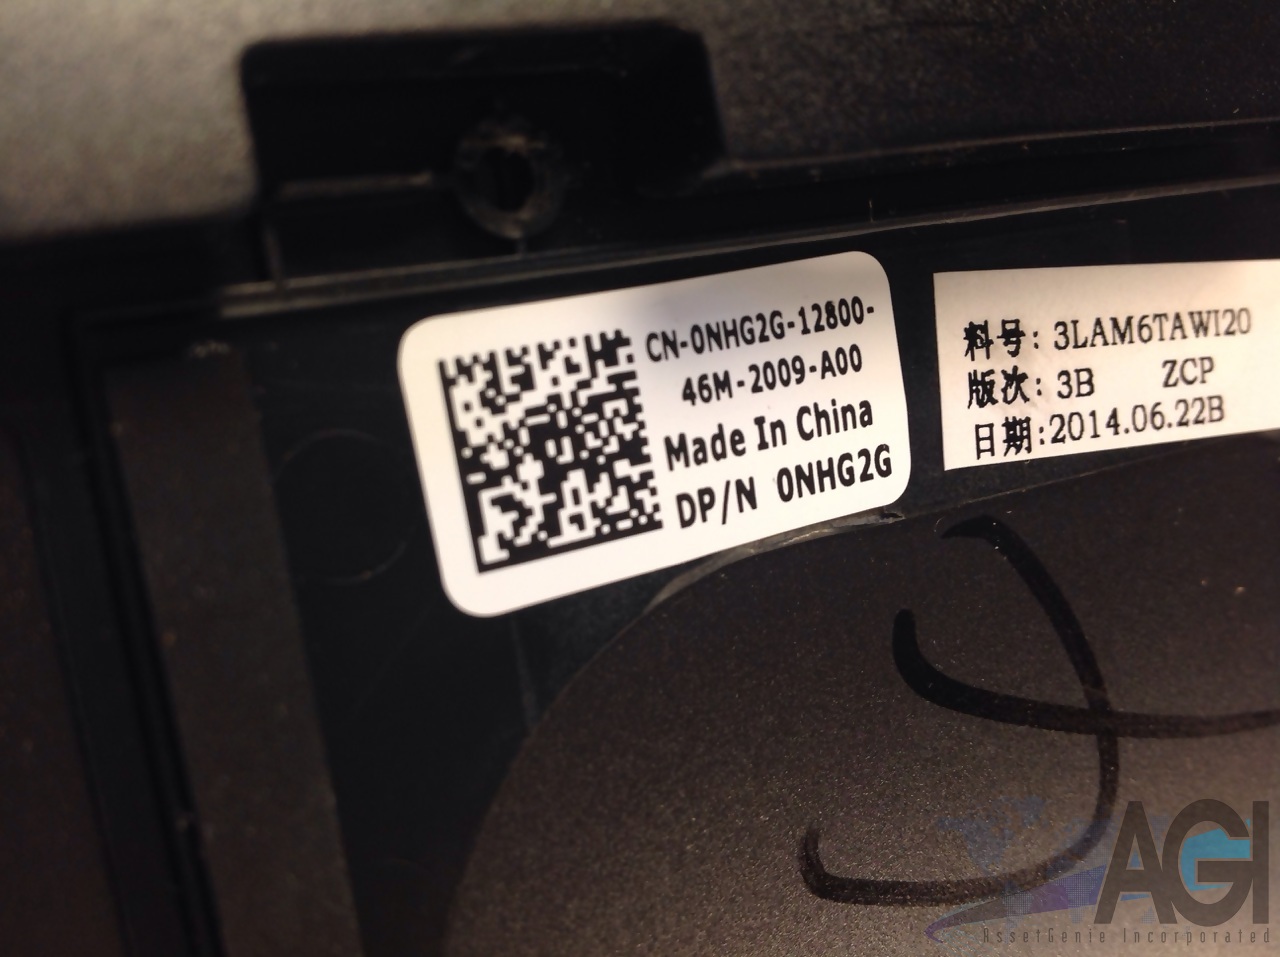 CN-0NHG2G-12800-
46M-2009-A00
Made In China
DP/N 0NHG2G
料号: 3LAM6TAWI20
版次: 3B ZCP
日期:2014.06.22B
AGI
AssetGenie Incorporated